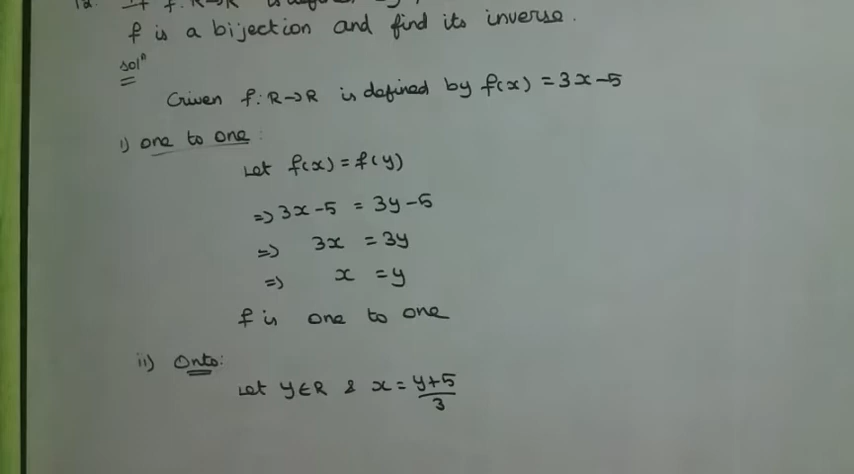 f is a bijection and find its inverse.
Solⁿ
Given f: R→R is defined by f(x) = 3x-5
i) one to one:
Let f(x) = f(y)
=> 3x-5 = 3y-5
=> 3x = 3y
=> x = y
f is one to one
ii) Onto:
Let y∈R & x = (y+5)/3